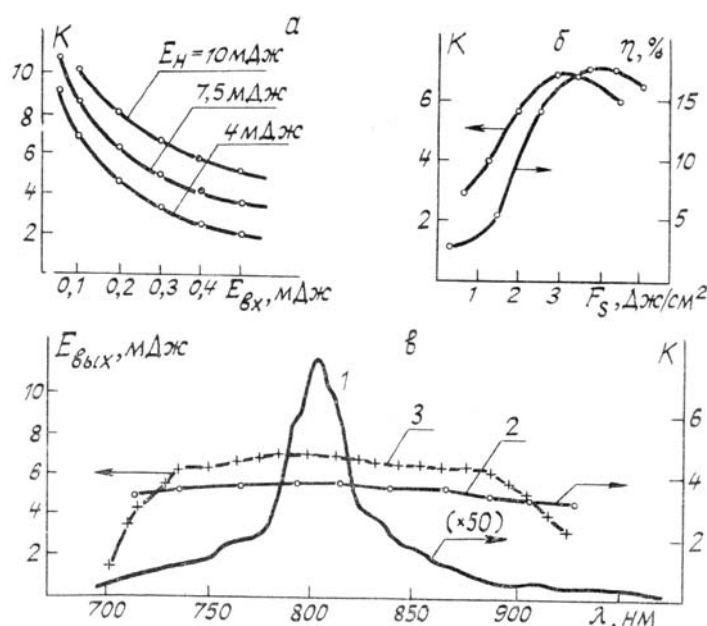 а
K
10
8
6
4
2
E_H = 10 мДж
7,5 мДж
4 мДж
0,1 0,2 0,3 0,4 E_вх, мДж
б
K
6
4
2
η, %
15
10
5
1 2 3 F_s, Дж/см²
в
E_вых, мДж
10
8
6
4
2
K
6
4
2
1
3
2
(×50)
700 750 800 850 900 λ, нм